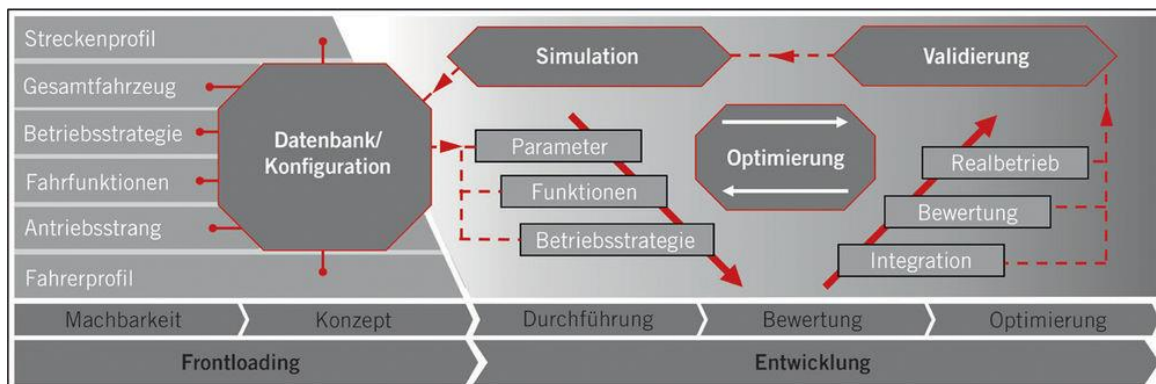 Streckenprofil
Gesamtfahrzeug
Betriebsstrategie
Fahrfunktionen
Antriebsstrang
Fahrerprofil
Datenbank/
Konfiguration
Simulation
Validierung
Parameter
Funktionen
Betriebsstrategie
Optimierung
Realbetrieb
Bewertung
Integration
Machbarkeit
Konzept
Durchführung
Bewertung
Optimierung
Frontloading
Entwicklung